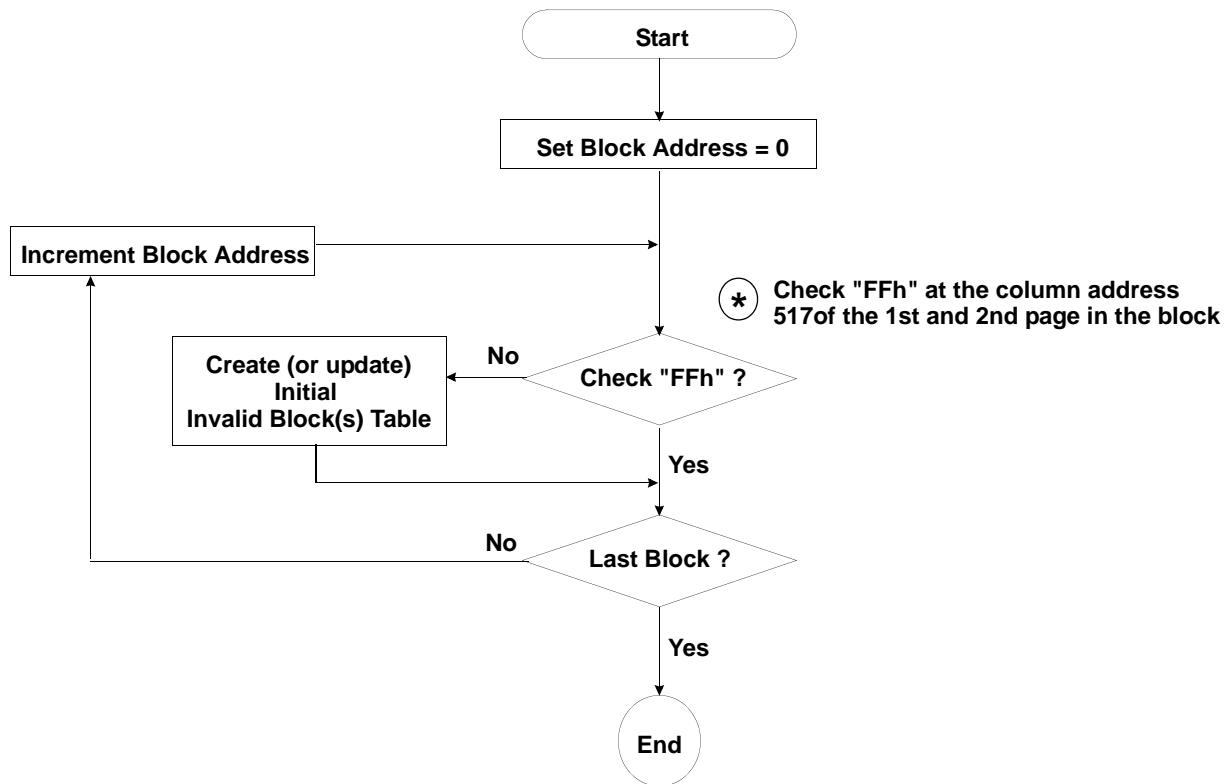 Start
Set Block Address = 0
Increment Block Address
* Check "FFh" at the column address
517of the 1st and 2nd page in the block
No
Create (or update)
Initial
Invalid Block(s) Table
Check "FFh" ?
Yes
No
Last Block ?
Yes
End